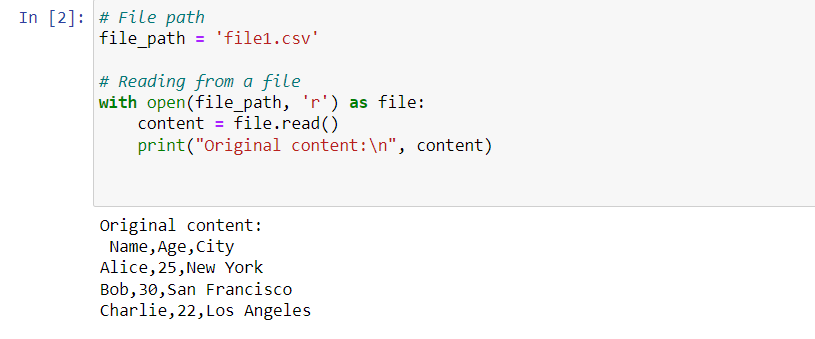 In [2]: # File path
file_path = 'file1.csv'
# Reading from a file
with open(file_path, 'r') as file:
    content = file.read()
    print("Original content:\n", content)
Original content:
 Name,Age,City
Alice,25,New York
Bob,30,San Francisco
Charlie,22,Los Angeles